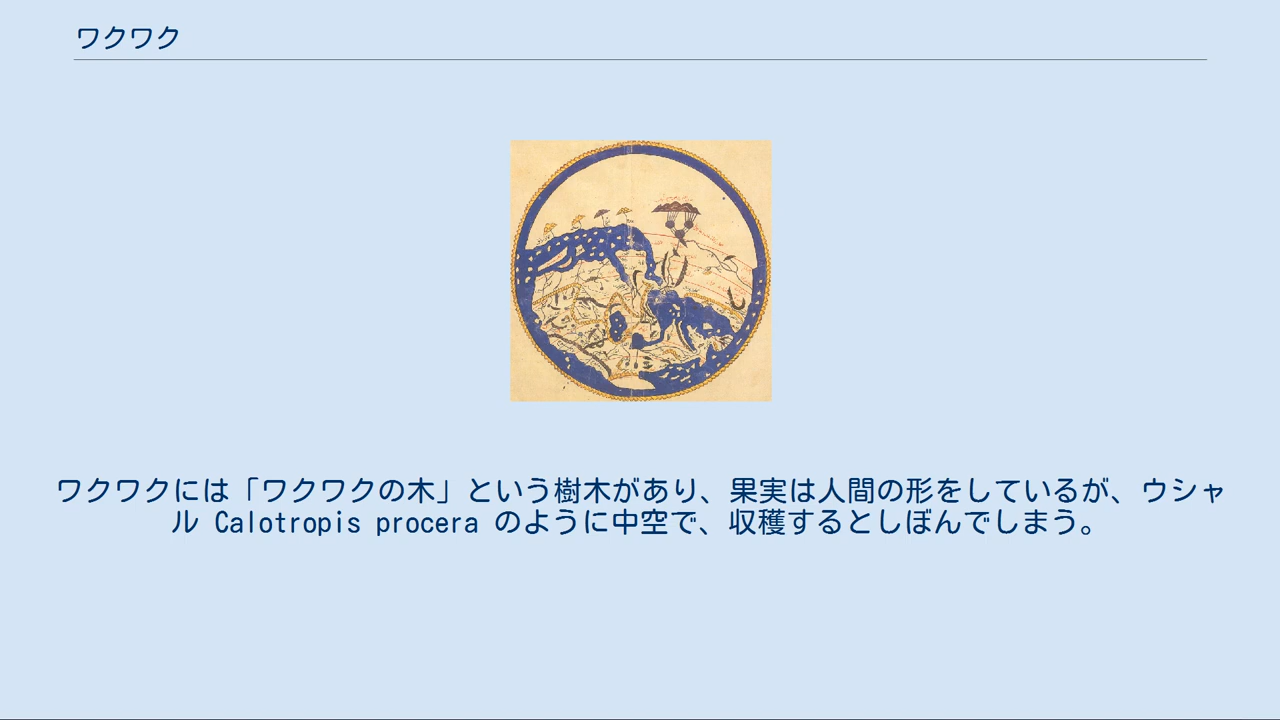 ワクワク
ワクワクには「ワクワクの木」という樹木があり、果実は人間の形をしているが、ウシャ
ル Calotropis procera のように中空で、収穫するとしぼんでしまう。